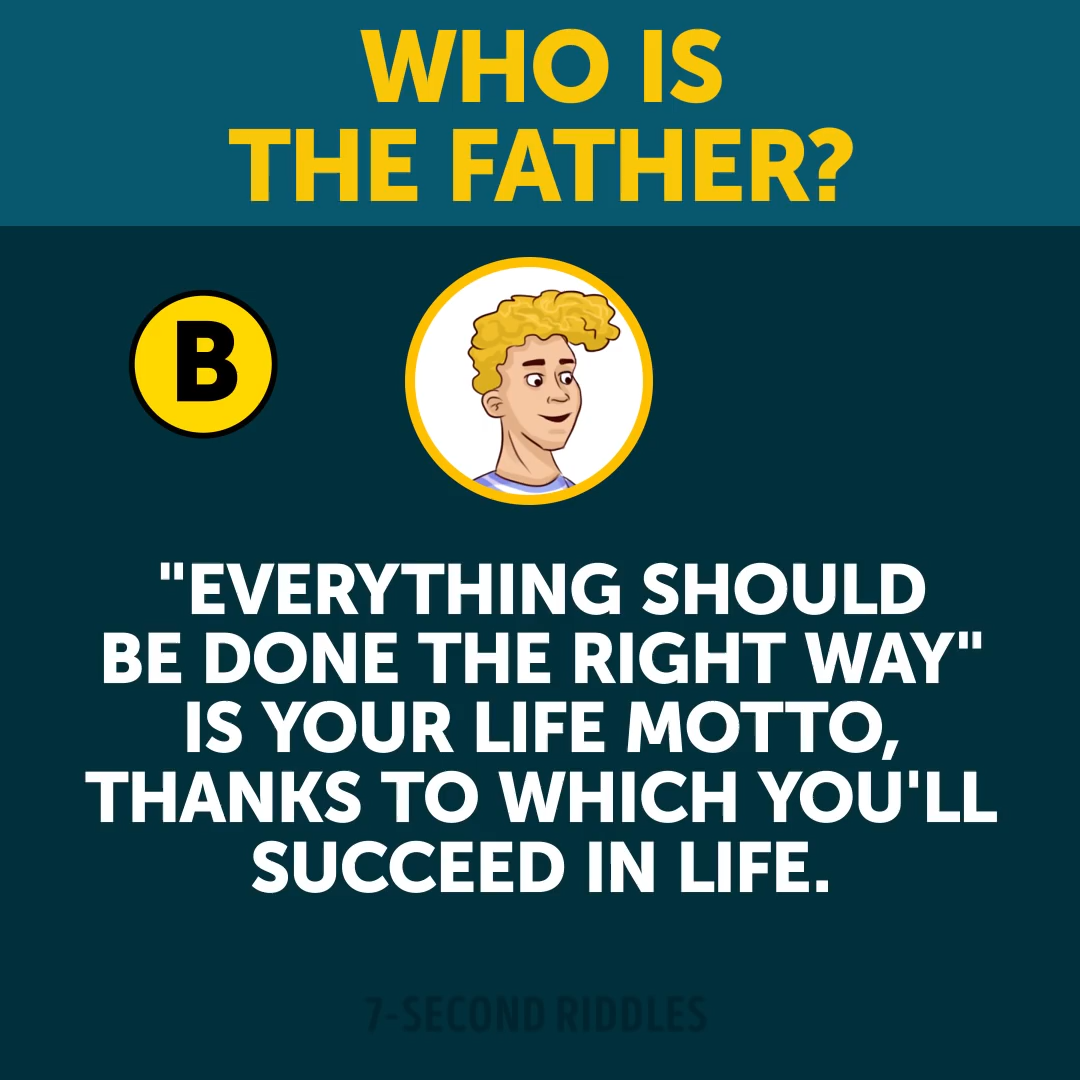 WHO IS
THE FATHER?
B
"EVERYTHING SHOULD
BE DONE THE RIGHT WAY"
IS YOUR LIFE MOTTO,
THANKS TO WHICH YOU'LL
SUCCEED IN LIFE.
7-SECOND RIDDLES